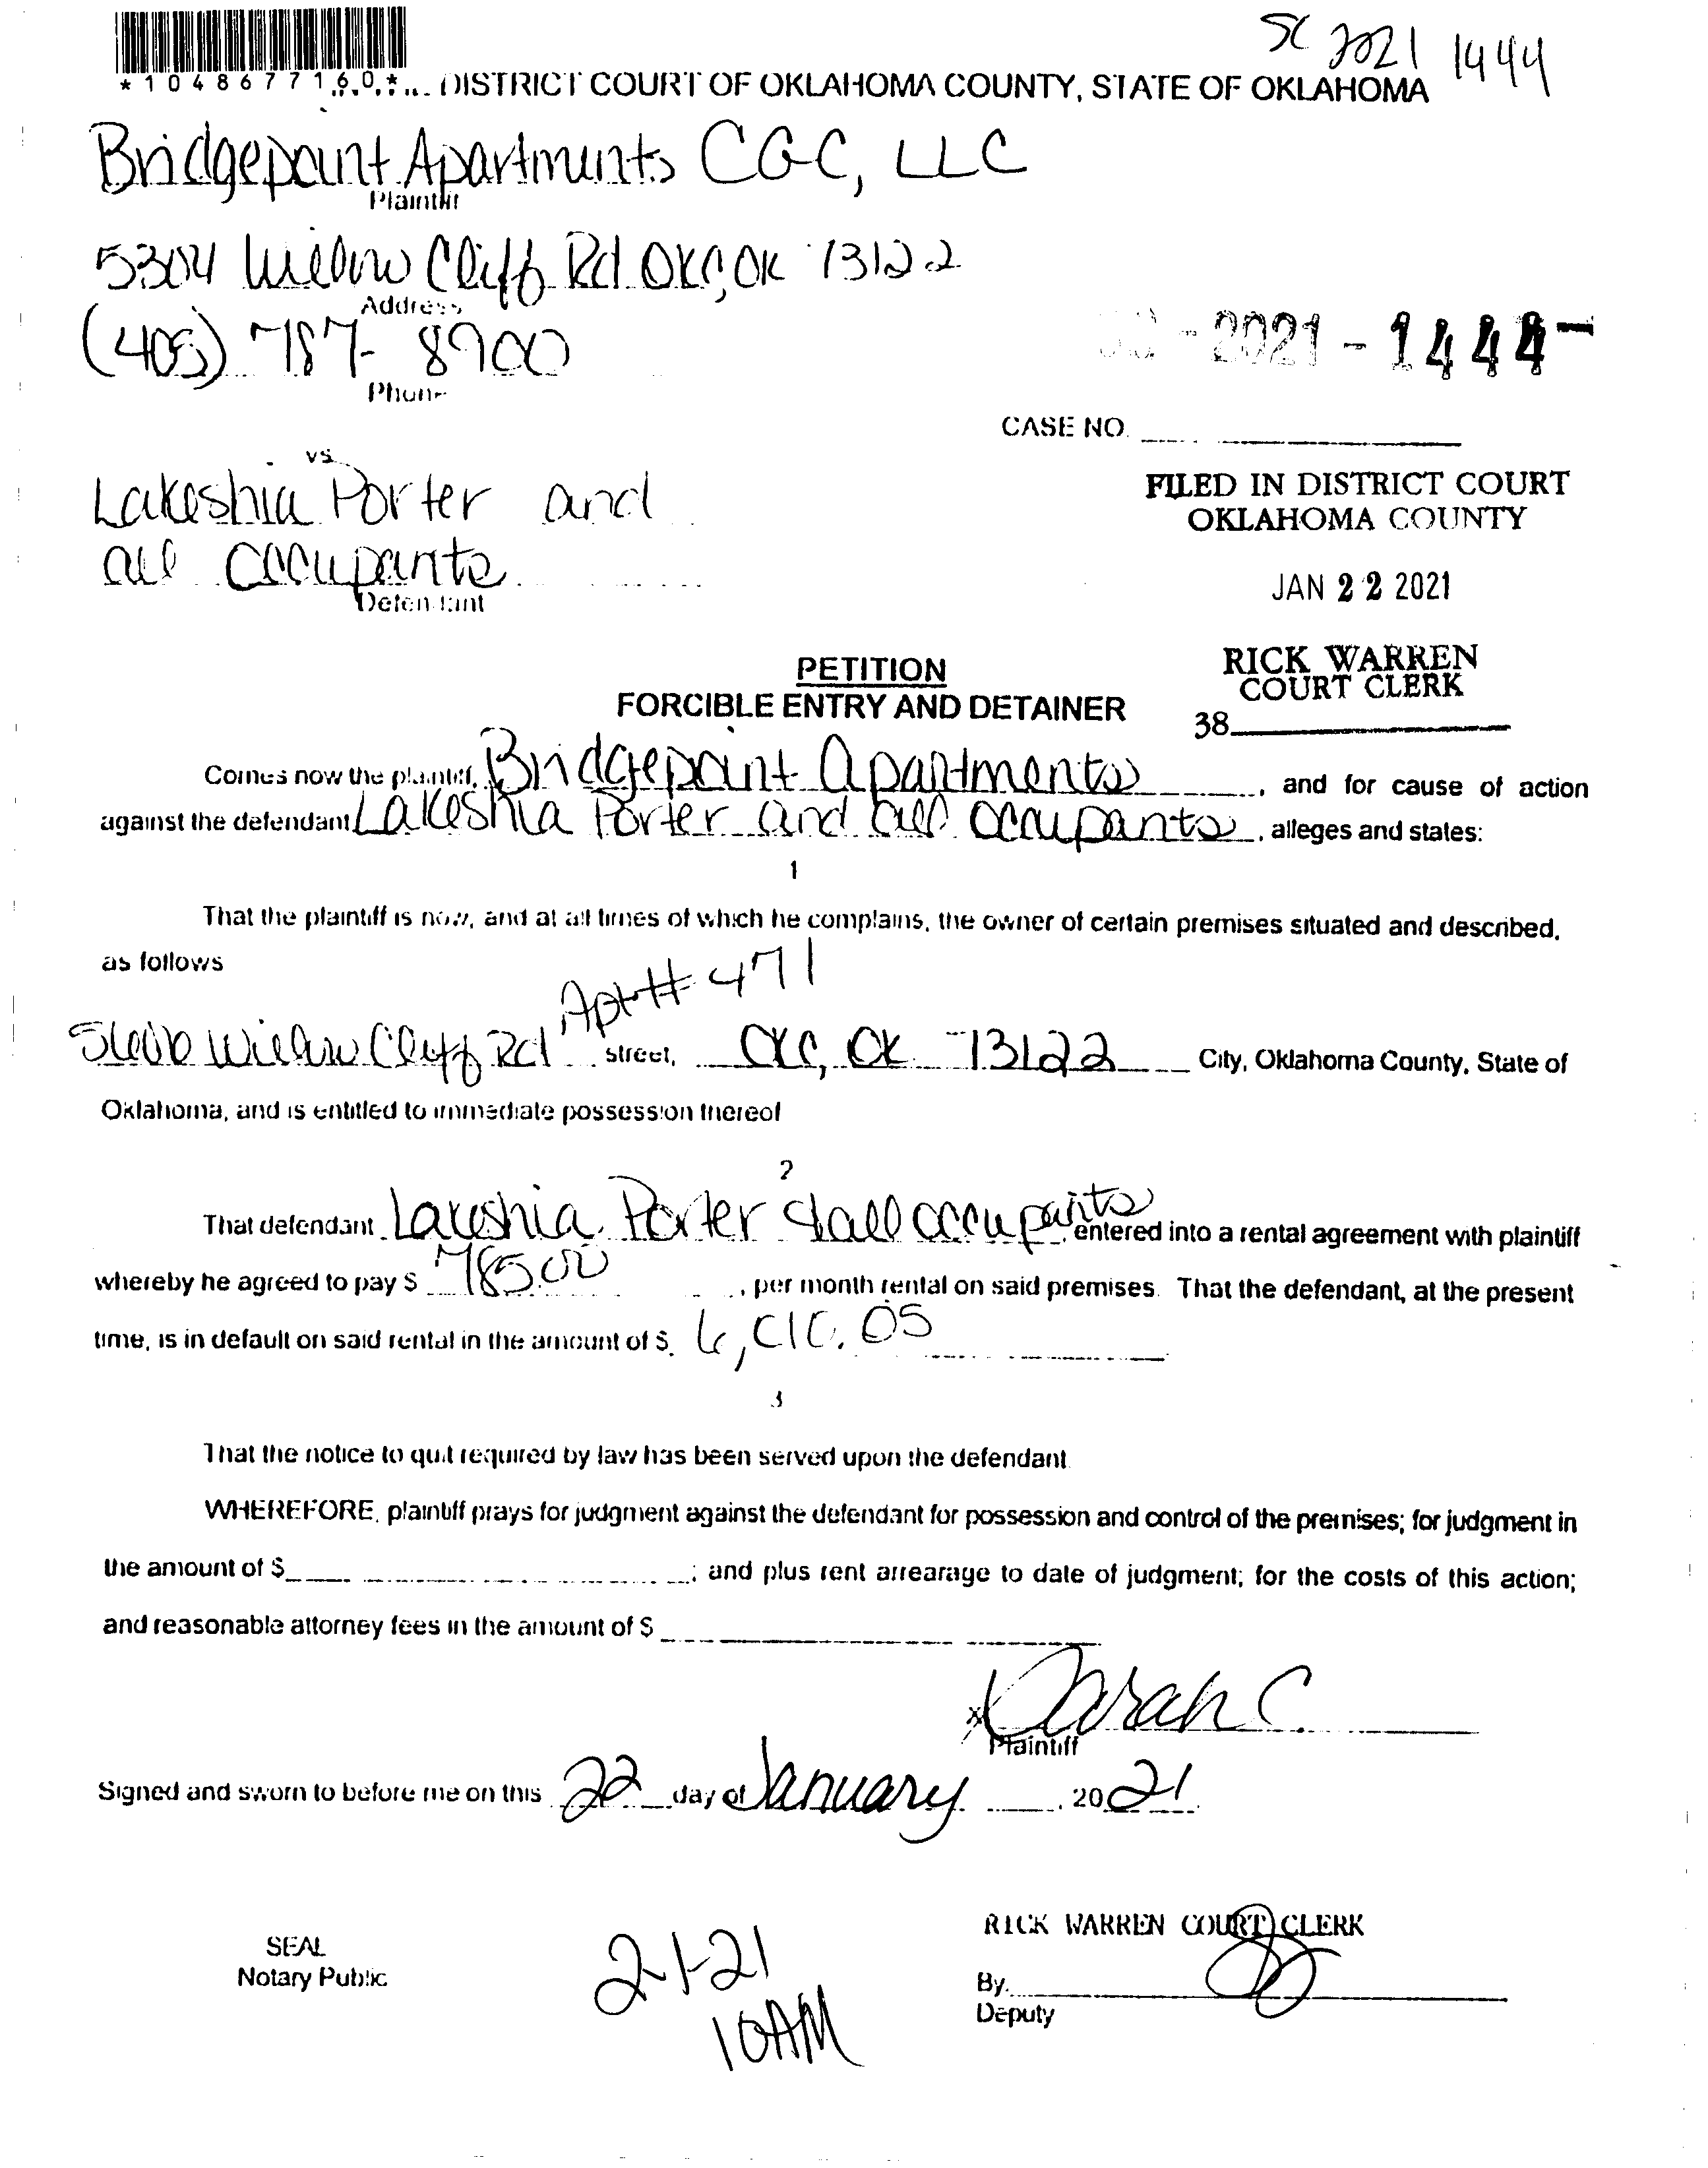 SC 2021 1444
*1048677160*
DISTRICT COURT OF OKLAHOMA COUNTY, STATE OF OKLAHOMA
Bridgepoint Apartments CGC, LLC
Plaintiff
5304 Willow Cliff Rd OKC, OK 73122
Address
(405) 787-8900
Phone
-2021-1444-
CASE NO.
vs.
Lakeshia Porter and
all occupants
Defendant
FILED IN DISTRICT COURT
OKLAHOMA COUNTY
JAN 22 2021
RICK WARREN
COURT CLERK
38
PETITION
FORCIBLE ENTRY AND DETAINER
Comes now the plaintiff, Bridgepoint Apartments, and for cause of action
against the defendant Lakeshia Porter and all occupants, alleges and states:
1
That the plaintiff is now, and at all times of which he complains, the owner of certain premises situated and described,
as follows
Apt # 471
Willow Cliff Rd street, OKC, OK 73122 City, Oklahoma County, State of
Oklahoma, and is entitled to immediate possession thereof
2
That defendant Lakeshia Porter & all occupants entered into a rental agreement with plaintiff
whereby he agreed to pay $ 785.00, per month rental on said premises. That the defendant, at the present
time, is in default on said rental in the amount of $.
3
That the notice to quit required by law has been served upon the defendant
WHEREFORE, plaintiff prays for judgment against the defendant for possession and control of the premises; for judgment in
the amount of $ ; and plus rent arrearage to date of judgment; for the costs of this action;
and reasonable attorney fees in the amount of $
x Sarah C.
Plaintiff
Signed and sworn to before me on this 22 day of January, 2021
SEAL
Notary Public
2-1-21
10AM
RICK WARREN COURT CLERK
By.
Deputy